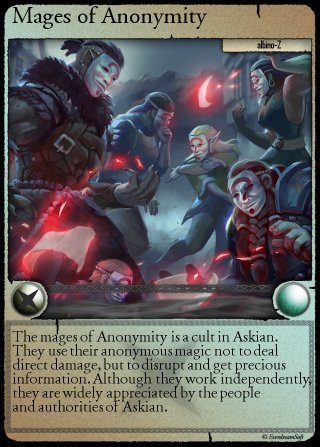 Mages of Anonymity
albino-Z
The mages of Anonymity is a cult in Askian.
They use their anonymous magic not to deal
direct damage, but to disrupt and get precious
information. Although they work independently,
they are widely appreciated by the people
and authorities of Askian.
© EverdreamSoft